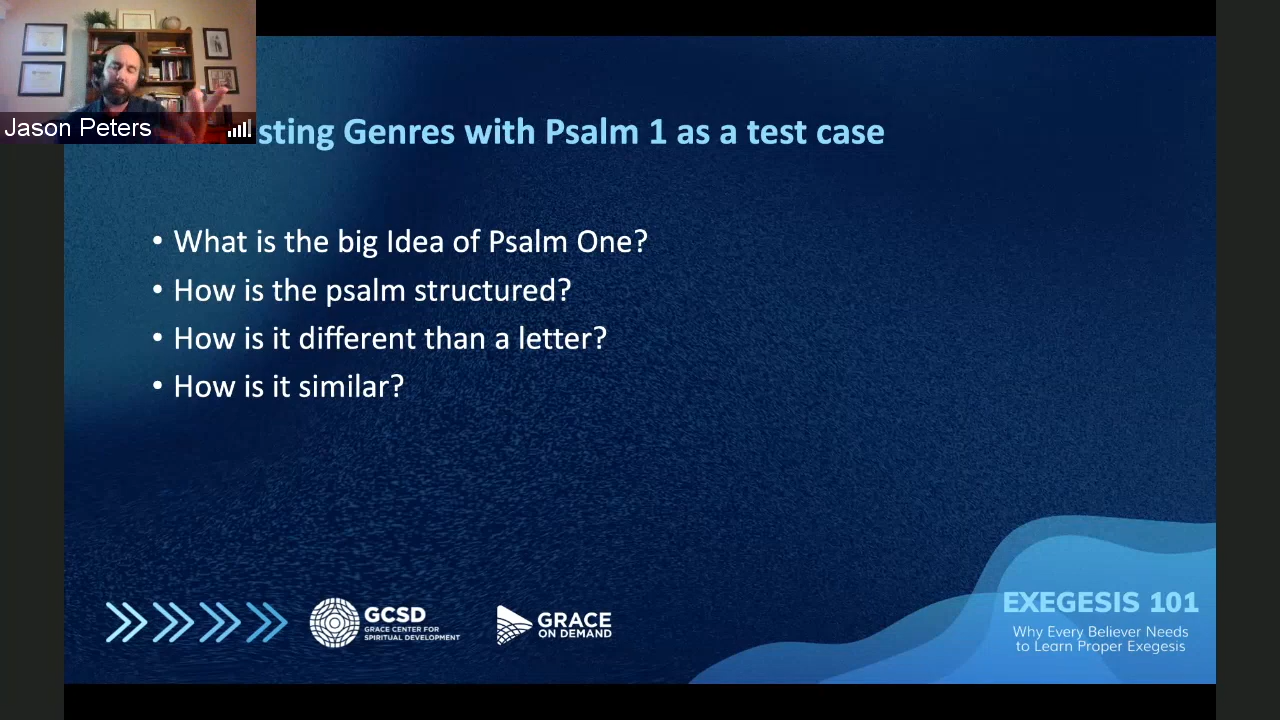 Jason Peters
sting Genres with Psalm 1 as a test case
• What is the big Idea of Psalm One?
• How is the psalm structured?
• How is it different than a letter?
• How is it similar?
GCSD
GRACE CENTER FOR
SPIRITUAL DEVELOPMENT
GRACE
ON DEMAND
EXEGESIS 101
Why Every Believer Needs
to Learn Proper Exegesis